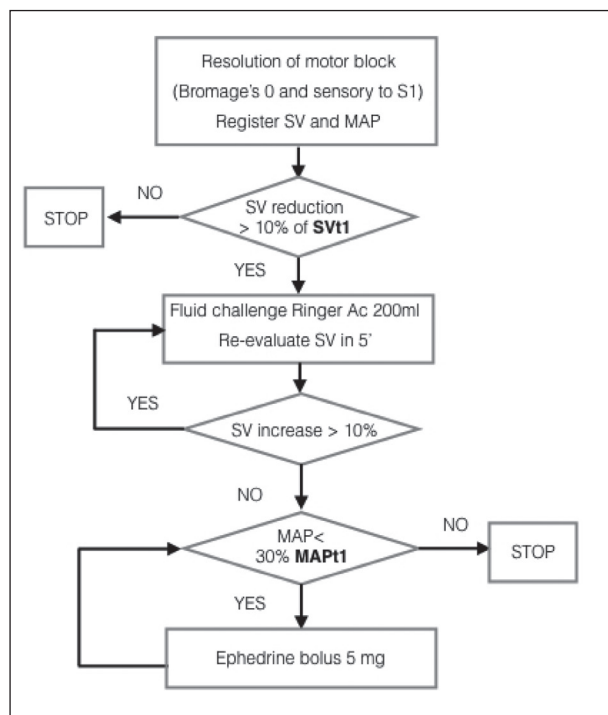 Resolution of motor block
(Bromage's 0 and sensory to S1)
Register SV and MAP
NO
STOP
SV reduction
> 10% of SVt1
YES
Fluid challenge Ringer Ac 200ml
Re-evaluate SV in 5'
YES
SV increase > 10%
NO
MAP<
30% MAPt1
NO
STOP
YES
Ephedrine bolus 5 mg